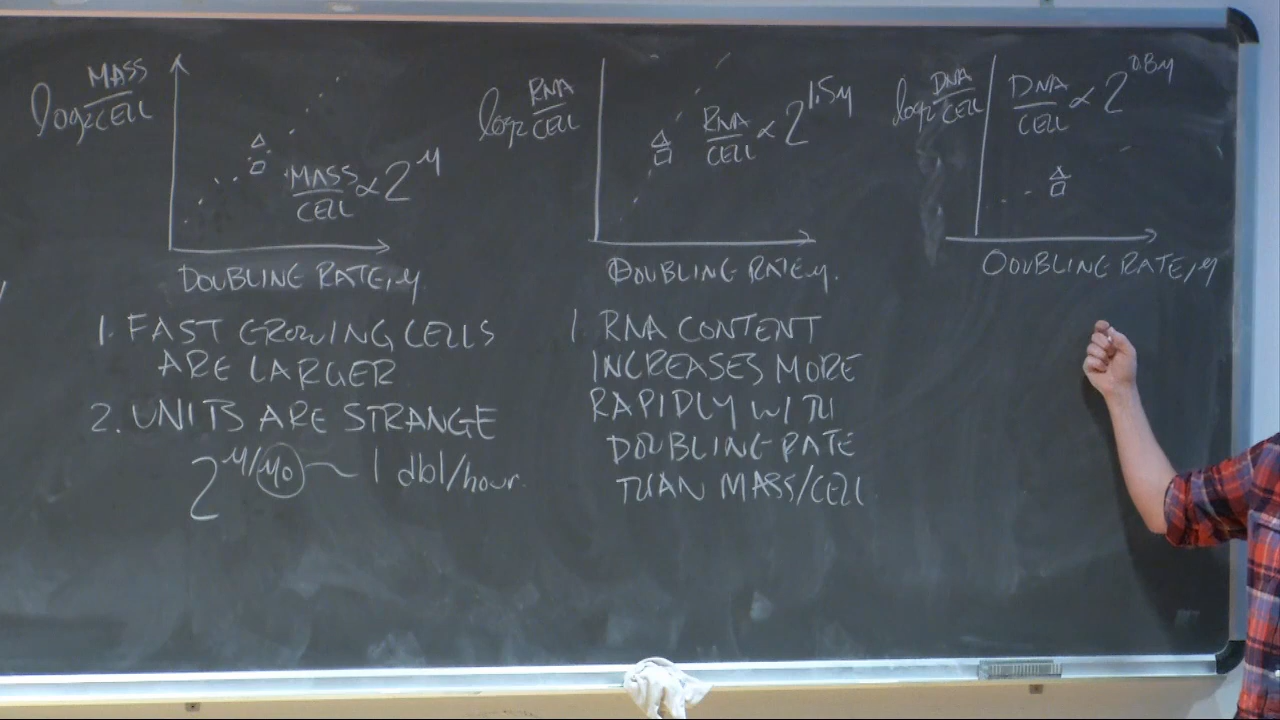 log₂ MASS/CELL
MASS/CELL ∝ 2^μ
DOUBLING RATE, μ
1. FAST GROWING CELLS
ARE LARGER
2. UNITS ARE STRANGE
2^μ/μ₀ ~ 1 dbl/hour.
log₂ RNA/CELL
RNA/CELL ∝ 2^1.5μ
DOUBLING RATE μ.
1. RNA CONTENT
INCREASES MORE
RAPIDLY WITH
DOUBLING RATE
THAN MASS/CELL
log₂ DNA/CELL
DNA/CELL ∝ 2^0.8μ
DOUBLING RATE, μ